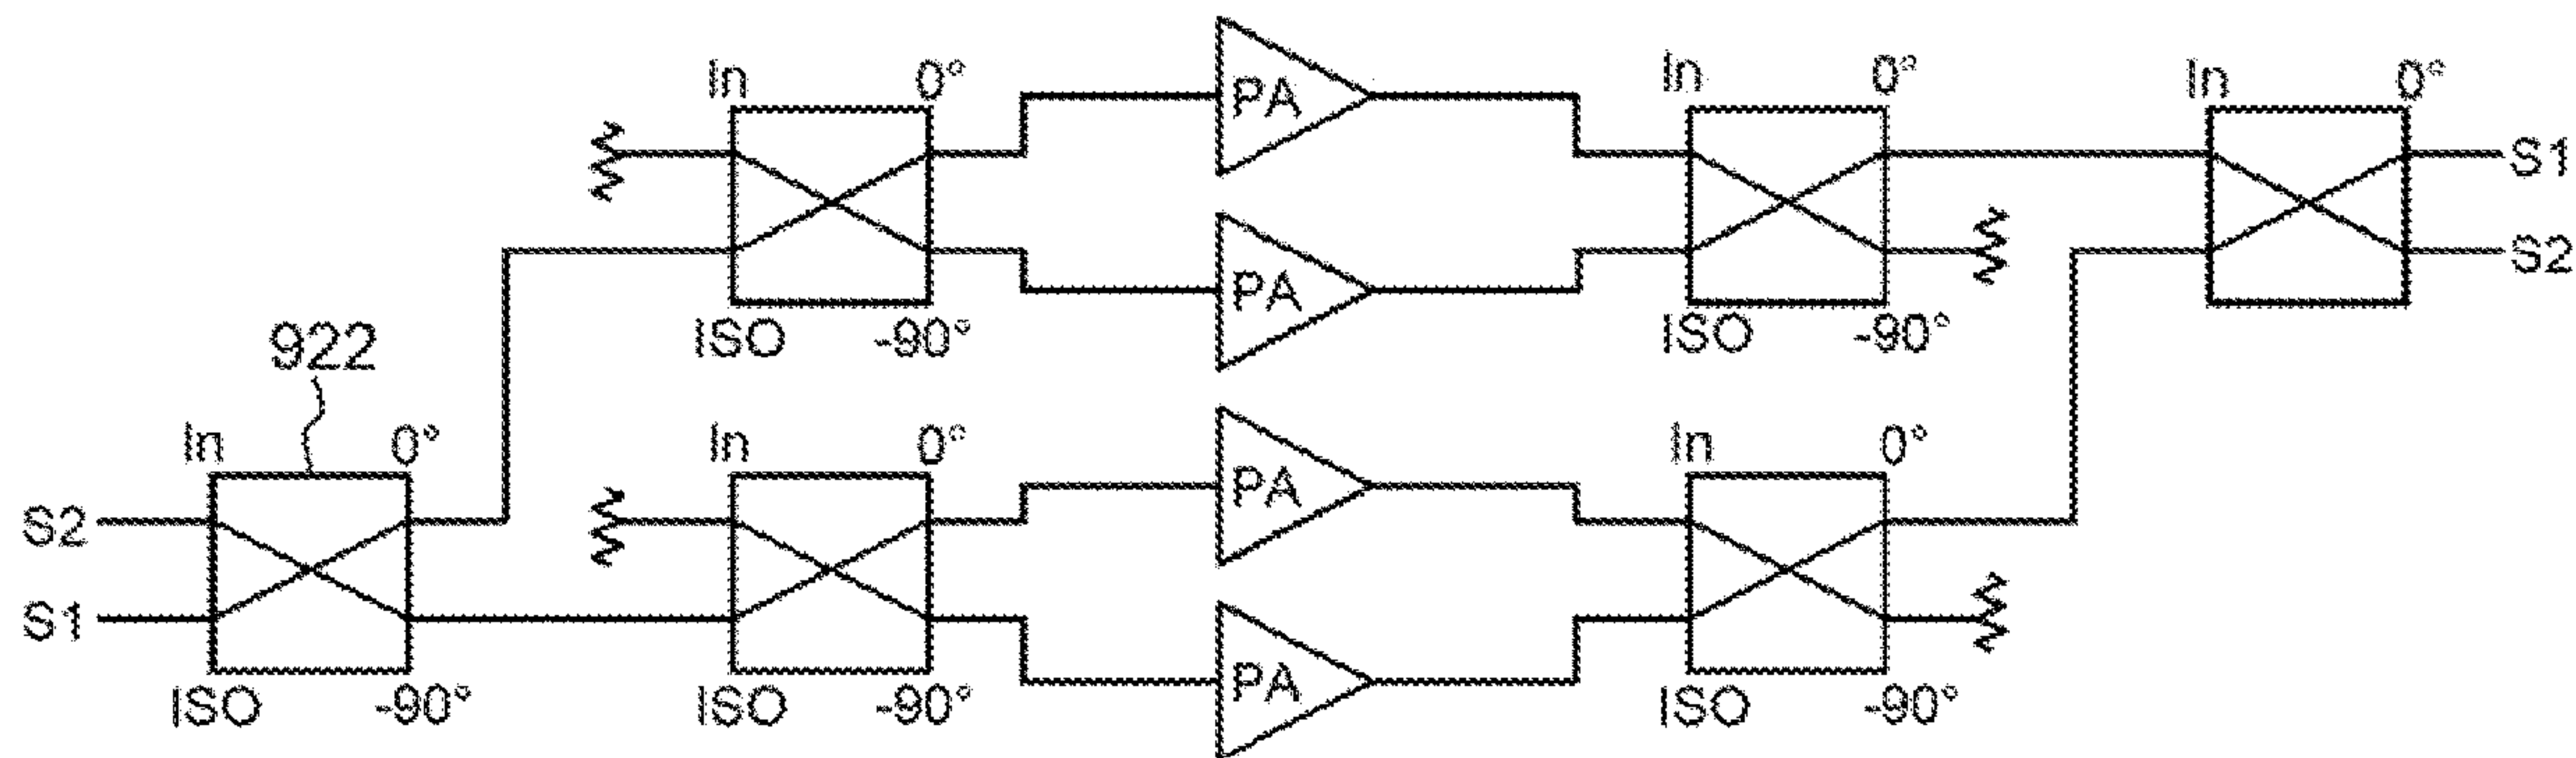 In 0° PA In 0° In 0°
S1
PA S2
ISO -90° ISO -90°
922
In 0° In 0° PA In 0°
S2
S1
PA
ISO -90° ISO -90° ISO -90°